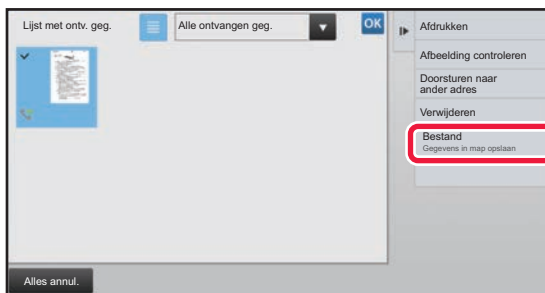 Lijst met ontv. geg.
Alle ontvangen geg.
OK
Afdrukken
Afbeelding controleren
Doorsturen naar
ander adres
Verwijderen
Bestand
Gegevens in map opslaan
Alles annul.